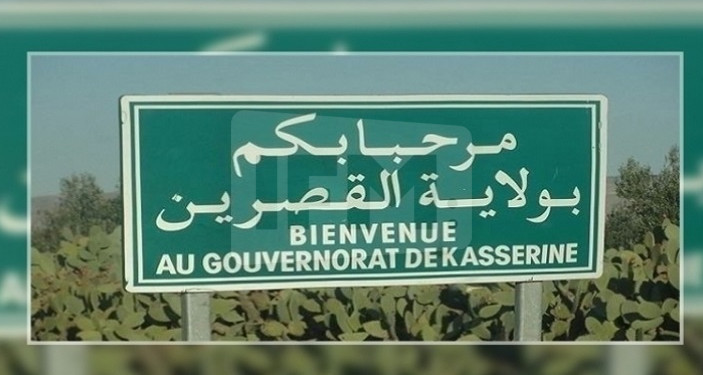 مرحبا بكم
بولاية القصرين
BIENVENUE
AU GOUVERNORAT DE KASSERINE